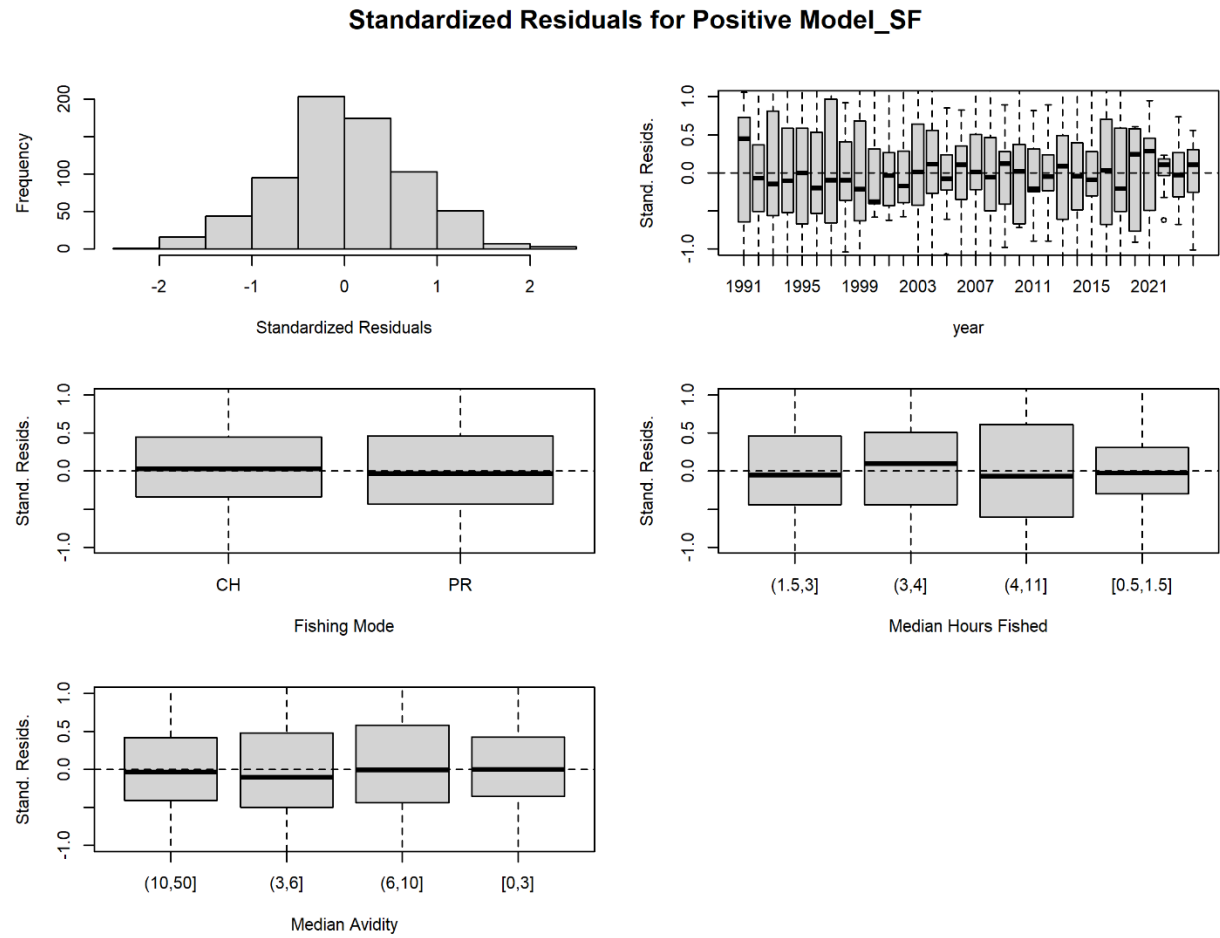 Standardized Residuals for Positive Model_SF
Frequency
200
100
50
0
-2 -1 0 1 2
Standardized Residuals
Stand. Resids.
1.0
0.5
0.0
-1.0
1991 1995 1999 2003 2007 2011 2015 2021
year
Stand. Resids.
1.0
0.5
0.0
-1.0
CH PR
Fishing Mode
Stand. Resids.
1.0
0.5
0.0
-1.0
(1.5,3] (3,4] (4,11] [0.5,1.5]
Median Hours Fished
Stand. Resids.
1.0
0.5
0.0
-1.0
(10,50] (3,6] (6,10] [0,3]
Median Avidity